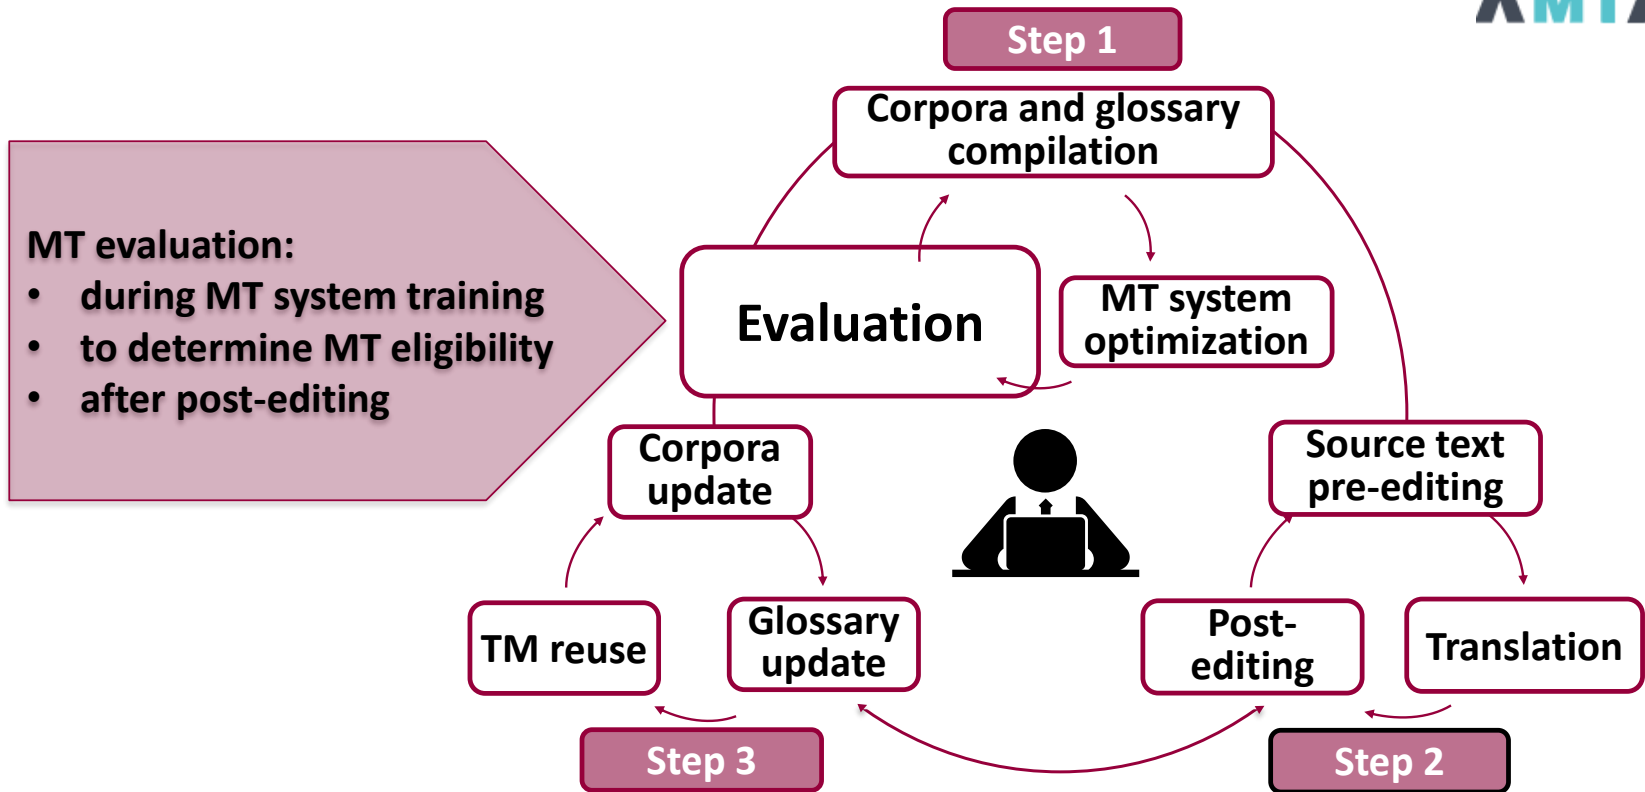 Step 1
Corpora and glossary
compilation
MT evaluation:
• during MT system training
• to determine MT eligibility
• after post-editing
Evaluation
MT system
optimization
Corpora
update
Source text
pre-editing
TM reuse
Glossary
update
Post-
editing
Translation
Step 3
Step 2